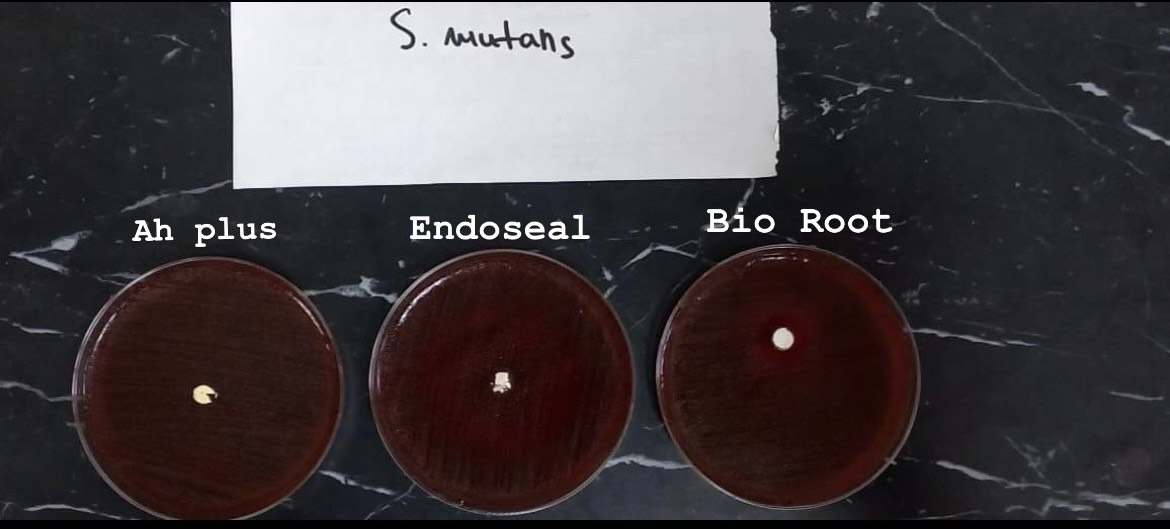 S. mutans
Ah plus
Endoseal
Bio Root